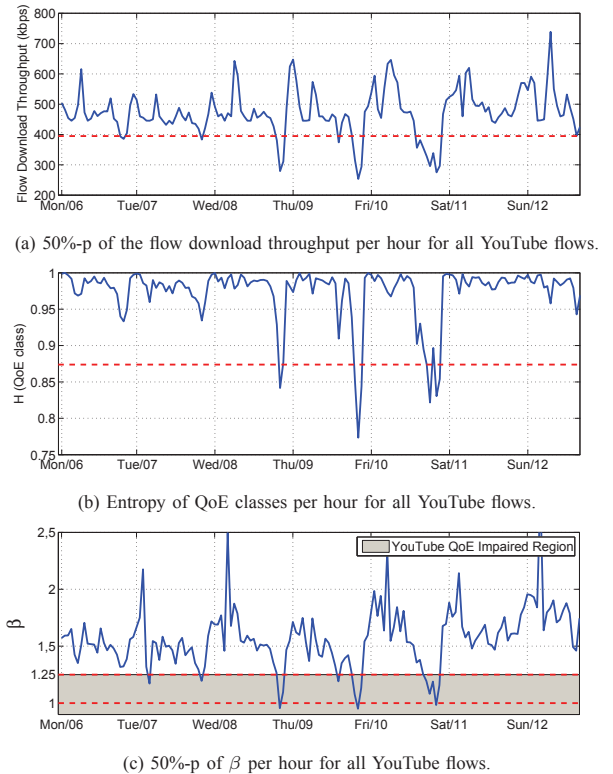 800
700
600
500
400
300
200
Flow Download Throughput (kbps)
Mon/06 Tue/07 Wed/08 Thu/09 Fri/10 Sat/11 Sun/12
(a) 50%-p of the flow download throughput per hour for all YouTube flows.
1
0.95
0.9
0.85
0.8
0.75
H (QoE class)
Mon/06 Tue/07 Wed/08 Thu/09 Fri/10 Sat/11 Sun/12
(b) Entropy of QoE classes per hour for all YouTube flows.
2,5
2
1.5
1.25
1
β
YouTube QoE Impaired Region
Mon/06 Tue/07 Wed/08 Thu/09 Fri/10 Sat/11 Sun/12
(c) 50%-p of β per hour for all YouTube flows.